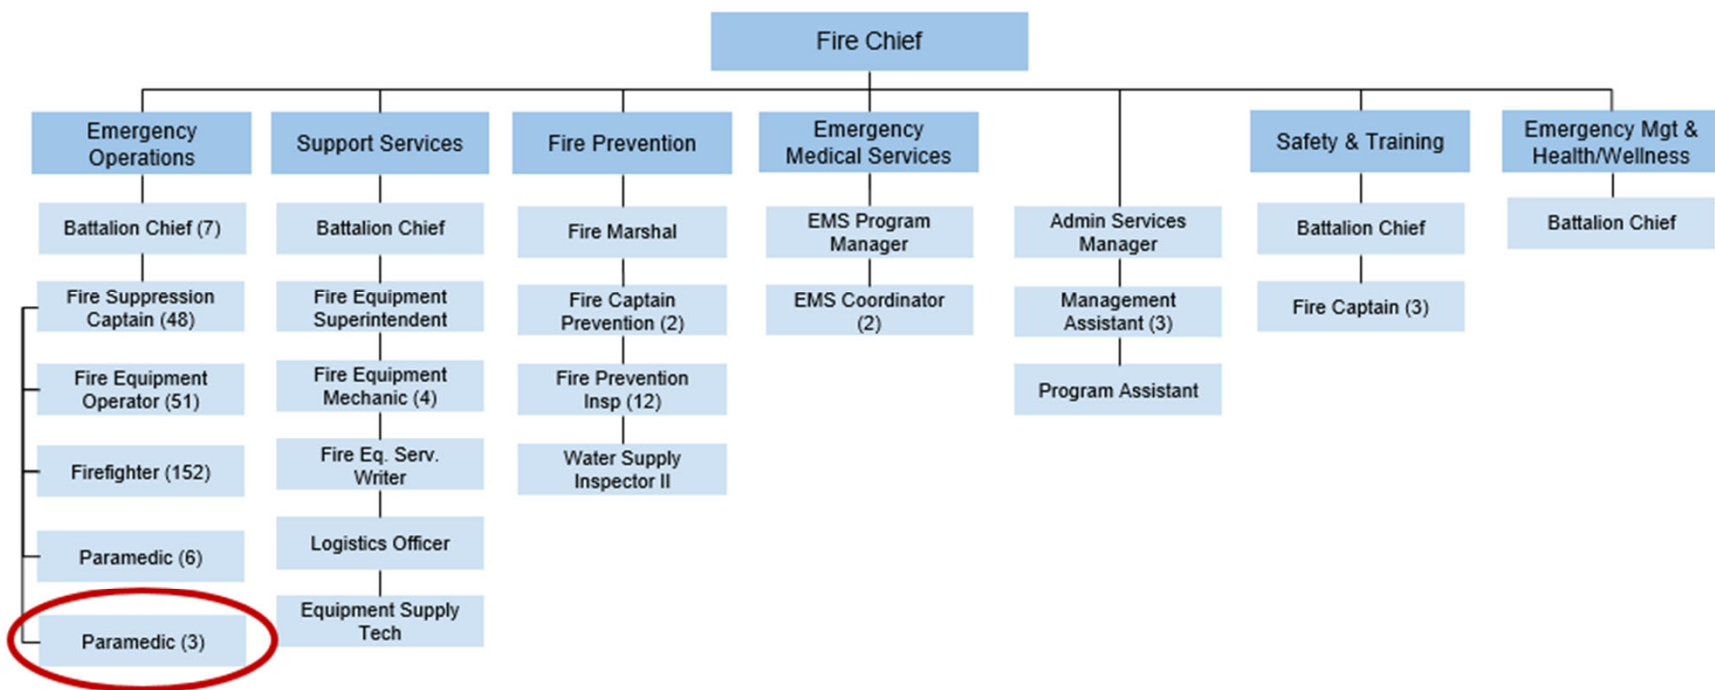 Fire Chief
Emergency
Operations
Battalion Chief (7)
Fire Suppression
Captain (48)
Fire Equipment
Operator (51)
Firefighter (152)
Paramedic (6)
Paramedic (3)
Support Services
Battalion Chief
Fire Equipment
Superintendent
Fire Equipment
Mechanic (4)
Fire Eq. Serv.
Writer
Logistics Officer
Equipment Supply
Tech
Fire Prevention
Fire Marshal
Fire Captain
Prevention (2)
Fire Prevention
Insp (12)
Water Supply
Inspector II
Emergency
Medical Services
EMS Program
Manager
EMS Coordinator
(2)
Admin Services
Manager
Management
Assistant (3)
Program Assistant
Safety & Training
Battalion Chief
Fire Captain (3)
Emergency Mgt &
Health/Wellness
Battalion Chief